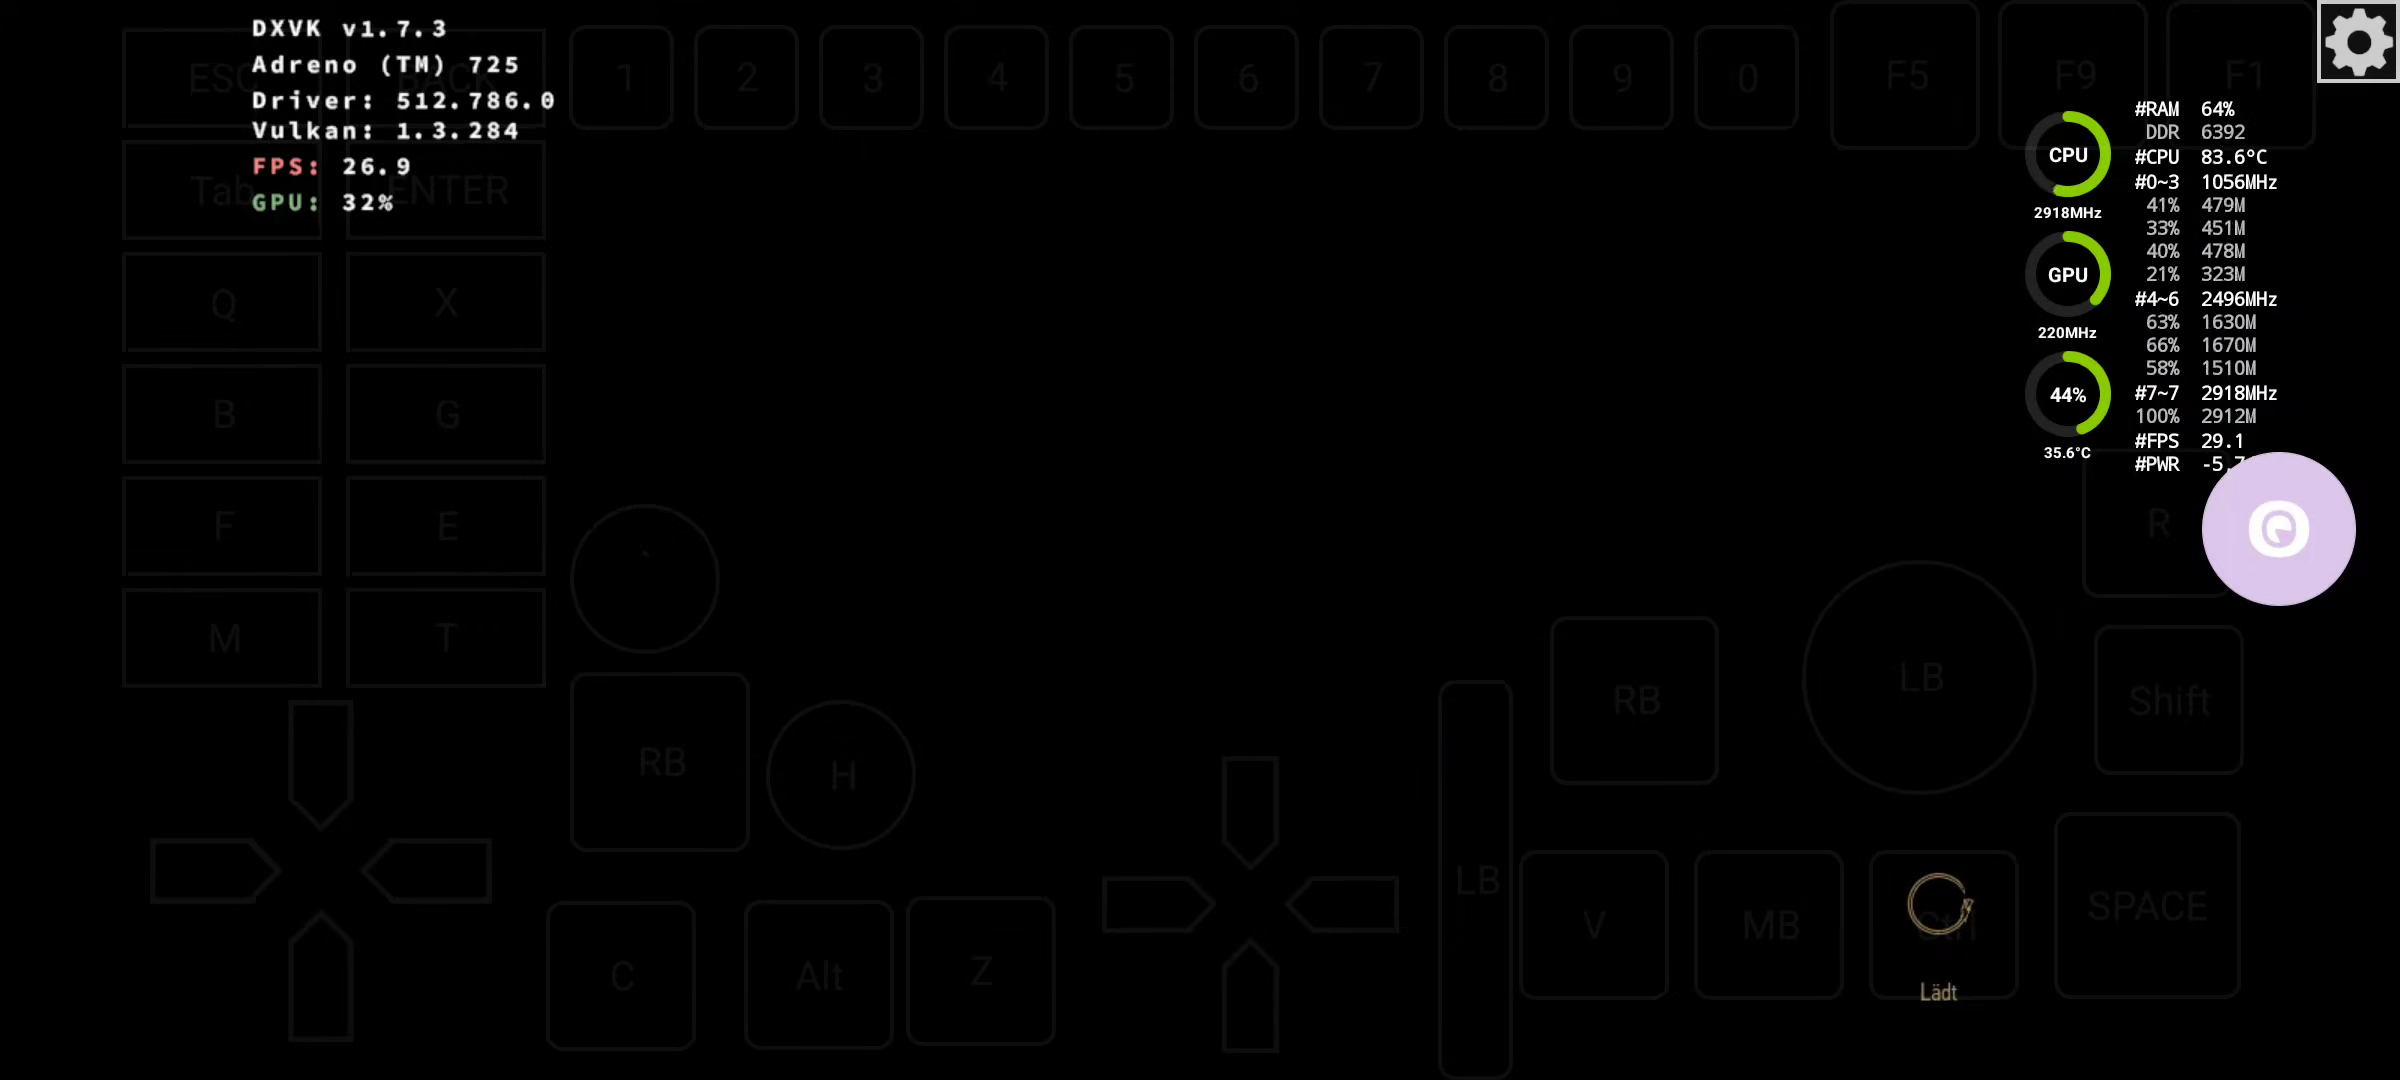 DXVK v1.7.3
Adreno (TM) 725
Driver: 512.786.0
Vulkan: 1.3.284
FPS: 26.9
GPU: 32%
ESC BACK 1 2 3 4 5 6 7 8 9 0 F5 F9 F1
Tab ENTER
Q X
B G
F E
M T
CPU
2918MHz
GPU
220MHz
44%
35.6°C
#RAM 64%
DDR 6392
#CPU 83.6°C
#0~3 1056MHz
41% 479M
33% 451M
40% 478M
21% 323M
#4~6 2496MHz
63% 1630M
66% 1670M
58% 1510M
#7~7 2918MHz
100% 2912M
#FPS 29.1
#PWR -5.7
R
RB LB Shift
RB H
LB V MB Ctrl SPACE
C Alt Z
Lädt